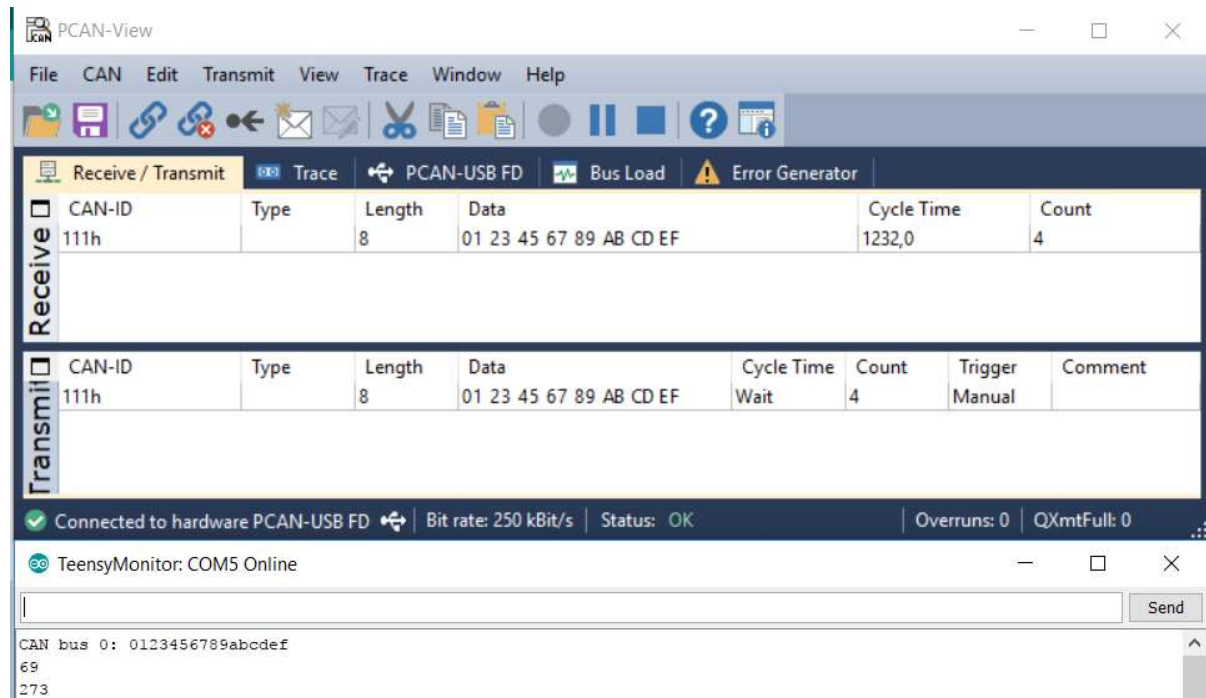 PCAN-View
File CAN Edit Transmit View Trace Window Help
Receive / Transmit Trace PCAN-USB FD Bus Load Error Generator
Receive
CAN-ID Type Length Data Cycle Time Count
111h 8 01 23 45 67 89 AB CD EF 1232,0 4
Transmit
CAN-ID Type Length Data Cycle Time Count Trigger Comment
111h 8 01 23 45 67 89 AB CD EF Wait 4 Manual
Connected to hardware PCAN-USB FD Bit rate: 250 kBit/s Status: OK Overruns: 0 QXmtFull: 0
TeensyMonitor: COM5 Online
Send
CAN bus 0: 0123456789abcdef
69
273